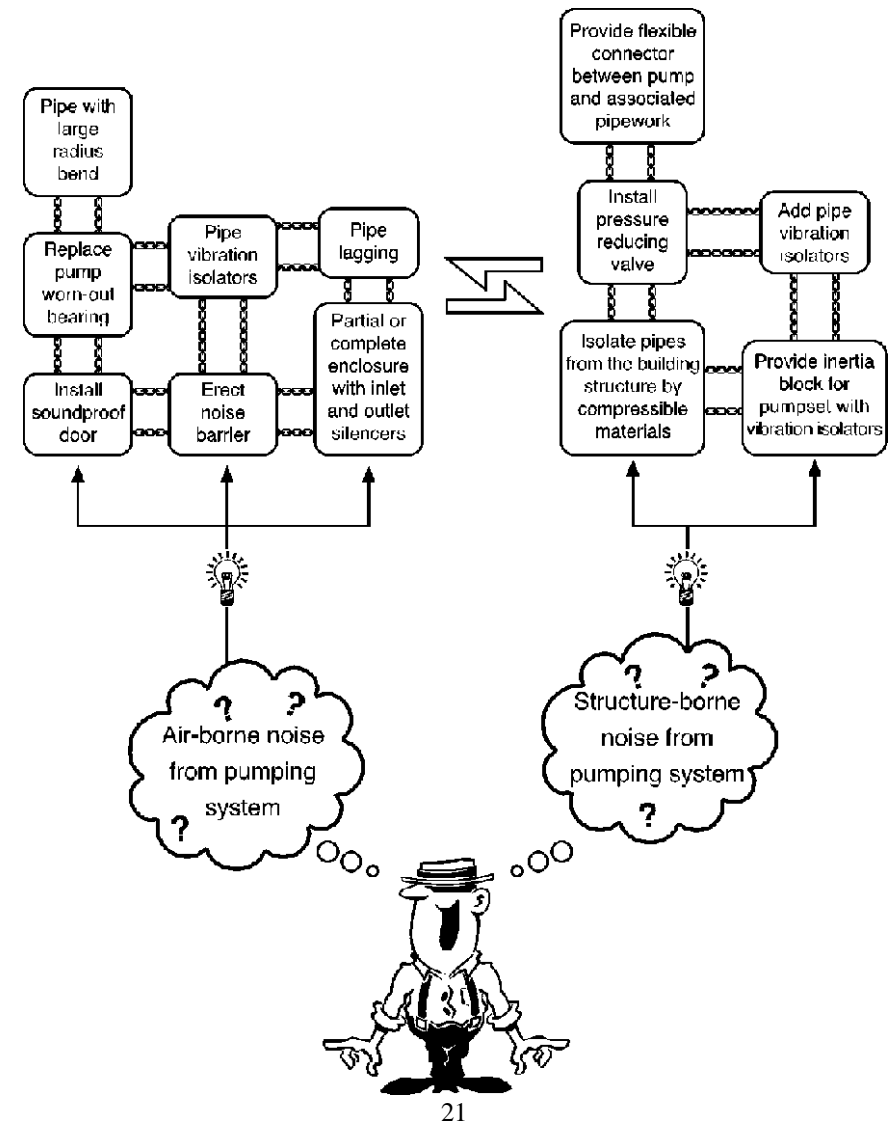 Pipe with
large
radius
bend
Replace
pump
worn-out
bearing
Install
soundproof
door
Pipe
vibration
isolators
Erect
noise
barrier
Pipe
lagging
Partial or
complete
enclosure
with inlet
and outlet
silencers
Provide flexible
connector
between pump
and associated
pipework
Install
pressure
reducing
valve
Add pipe
vibration
isolators
Isolate pipes
from the building
structure by
compressible
materials
Provide inertia
block for
pumpset with
vibration isolators
? ?
Air-borne noise
from pumping
system
?
? ?
Structure-borne
noise from
pumping system
?
21